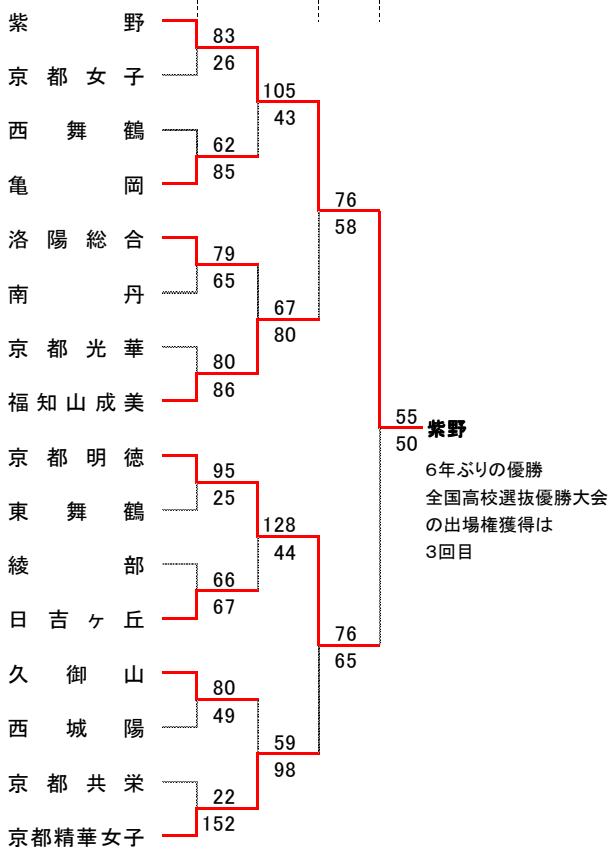 紫野
83
26
京都女子
105
43
西舞鶴
62
85
亀岡
76
58
洛陽総合
79
65
南丹
67
80
京都光華
80
86
福知山成美
55
50
紫野
6年ぶりの優勝
全国高校選抜優勝大会
の出場権獲得は
3回目
京都明徳
95
25
東舞鶴
128
44
綾部
66
67
日吉ヶ丘
76
65
久御山
80
49
西城陽
59
98
京都共栄
22
152
京都精華女子